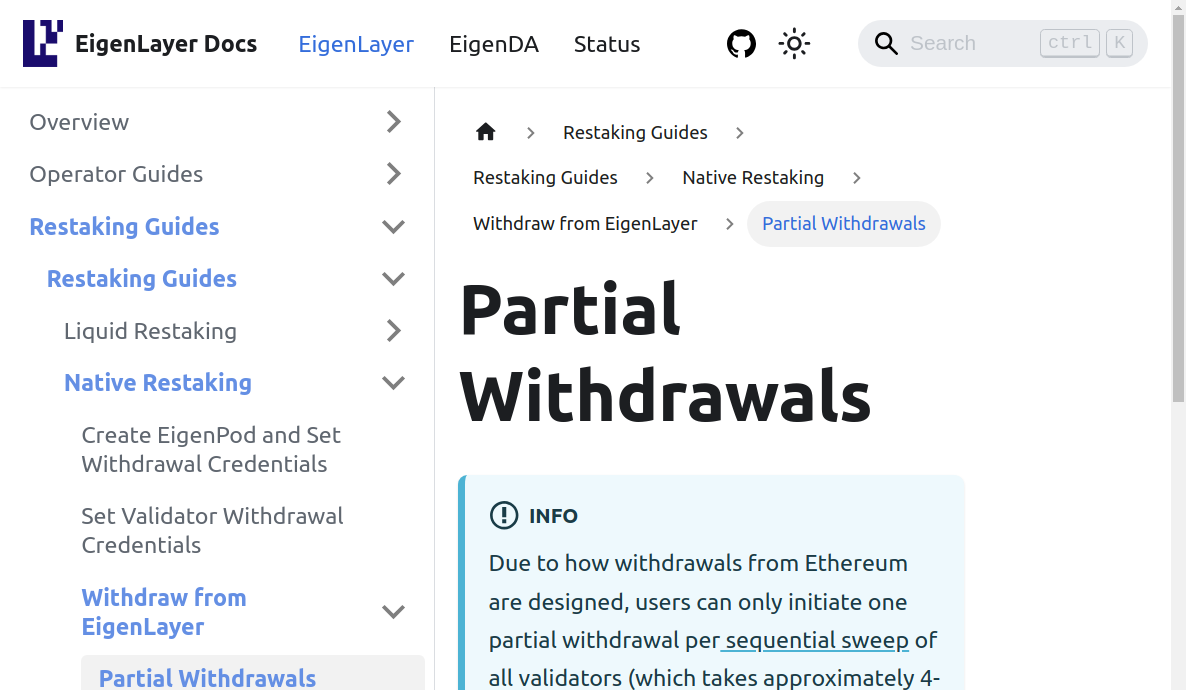 EigenLayer Docs EigenLayer EigenDA Status Search ctrl K
Overview
Operator Guides
Restaking Guides
Restaking Guides
Liquid Restaking
Native Restaking
Create EigenPod and Set
Withdrawal Credentials
Set Validator Withdrawal
Credentials
Withdraw from
EigenLayer
Partial Withdrawals
Restaking Guides
Restaking Guides Native Restaking
Withdraw from EigenLayer Partial Withdrawals
Partial
Withdrawals
INFO
Due to how withdrawals from Ethereum
are designed, users can only initiate one
partial withdrawal per sequential sweep of
all validators (which takes approximately 4-